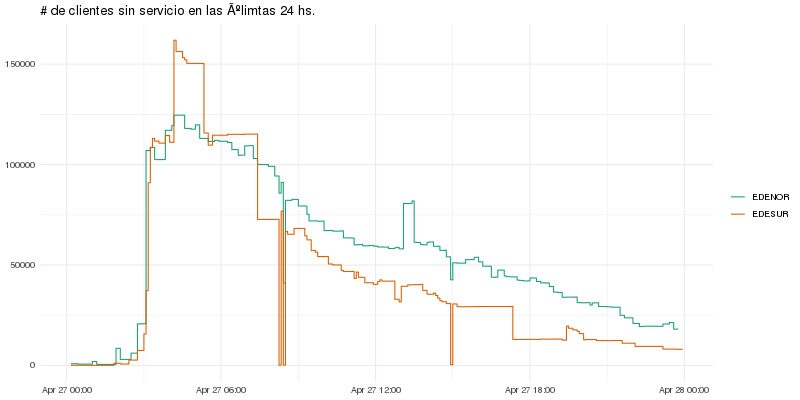 # de clientes sin servicio en las Ãºlimtas 24 hs.
150000
100000
50000
0
Apr 27 00:00
Apr 27 06:00
Apr 27 12:00
Apr 27 18:00
Apr 28 00:00
EDENOR
EDESUR